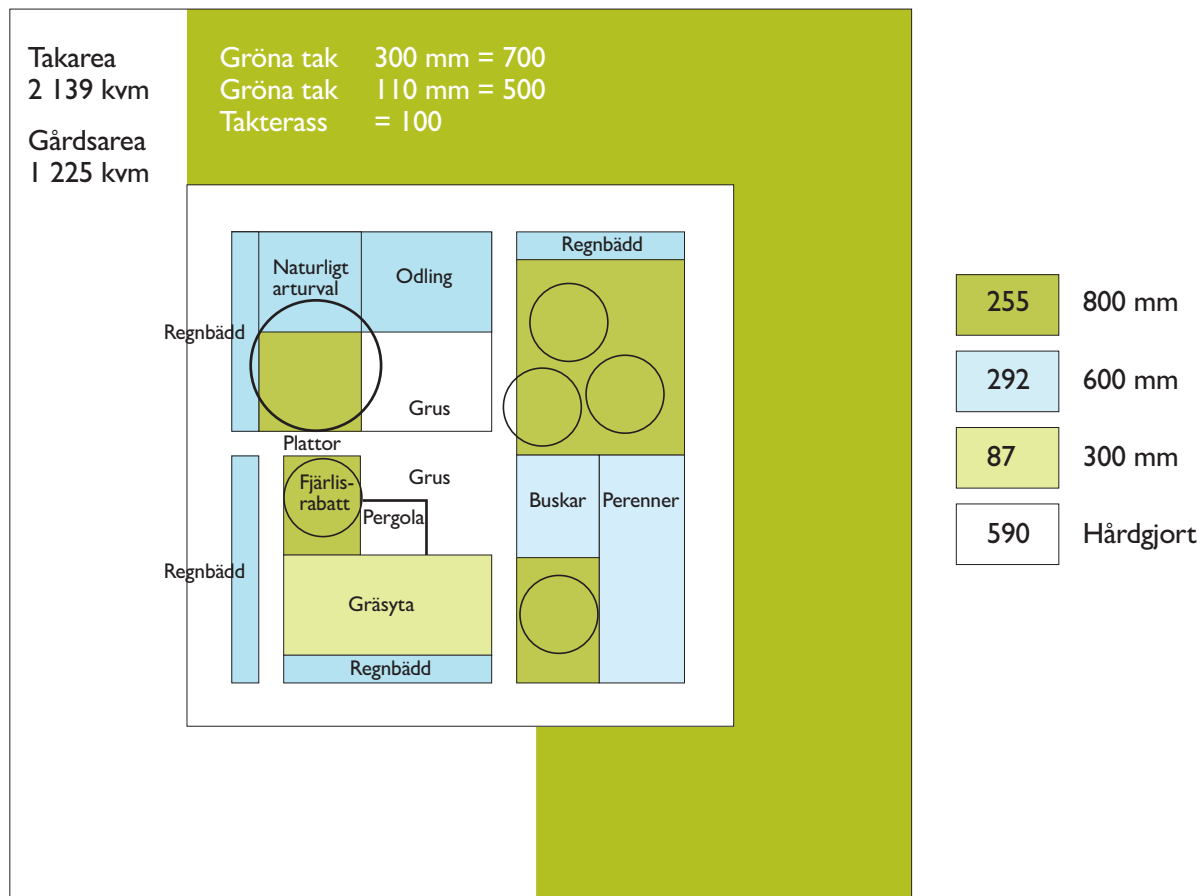 Takarea
2 139 kvm
Gårdsarea
1 225 kvm
Gröna tak 300 mm = 700
Gröna tak 110 mm = 500
Takterass = 100
Regnbädd
Naturligt
arturval
Odling
Regnbädd
Grus
Plattor
Fjärlis-
rabatt
Grus
Pergola
Buskar
Perenner
Regnbädd
Gräsyta
Regnbädd
255 800 mm
292 600 mm
87 300 mm
590 Hårdgjort